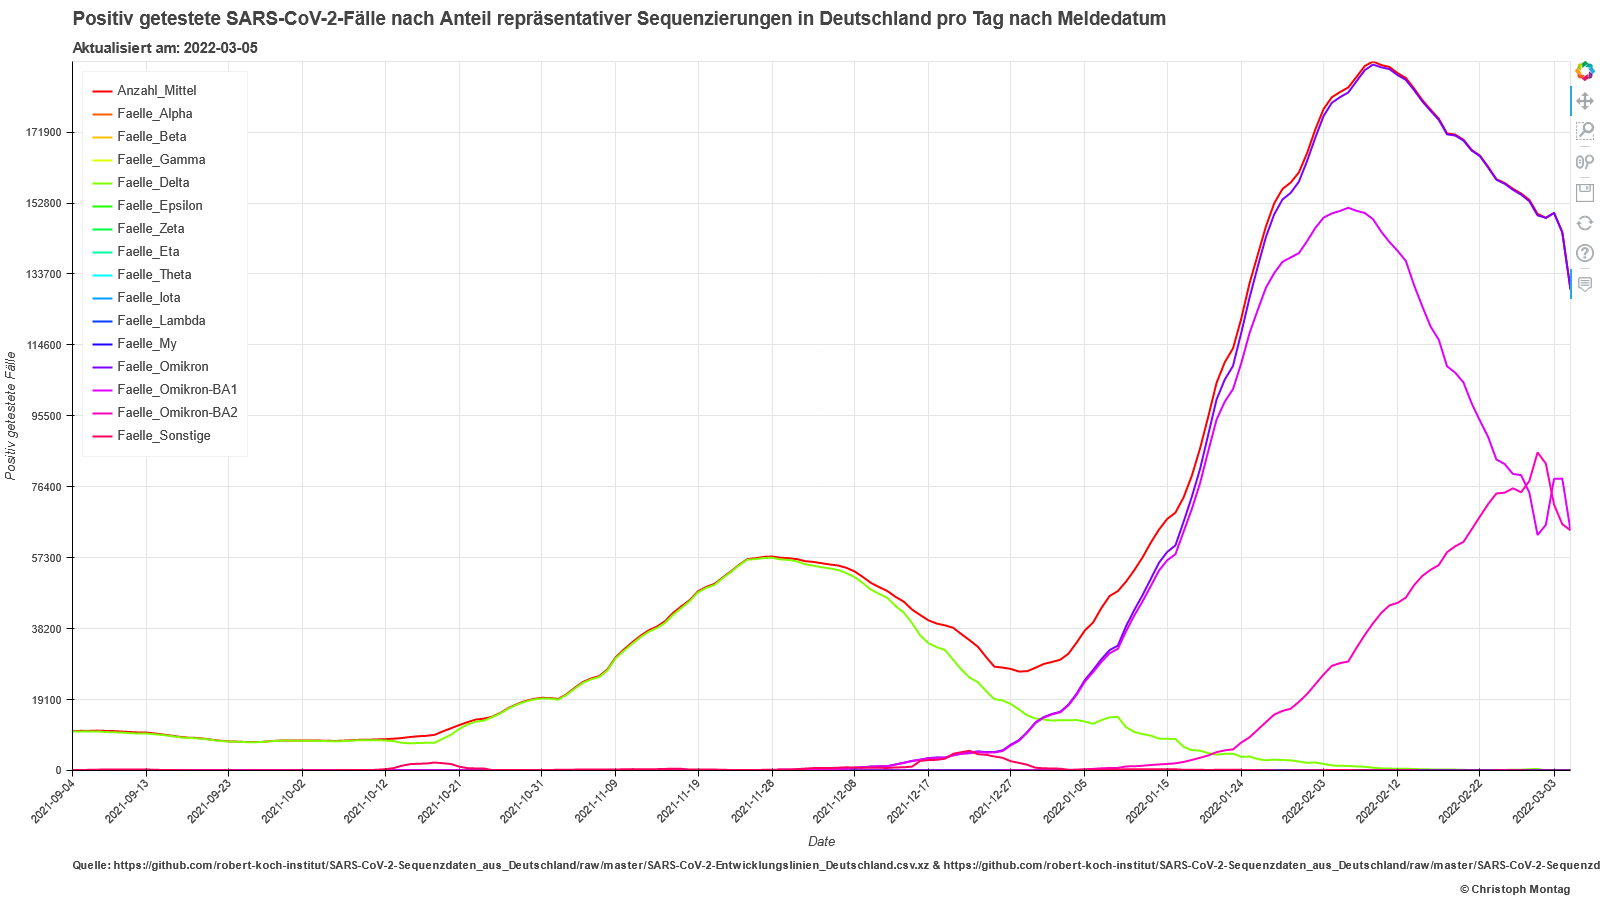 Positiv getestete SARS-CoV-2-Fälle nach Anteil repräsentativer Sequenzierungen in Deutschland pro Tag nach Meldedatum
Aktualisiert am: 2022-03-05
Anzahl_Mittel
Faelle_Alpha
Faelle_Beta
Faelle_Gamma
Faelle_Delta
Faelle_Epsilon
Faelle_Zeta
Faelle_Eta
Faelle_Theta
Faelle_Iota
Faelle_Lambda
Faelle_My
Faelle_Omikron
Faelle_Omikron-BA1
Faelle_Omikron-BA2
Faelle_Sonstige
Positiv getestete Fälle
171900
152800
133700
114600
95500
76400
57300
38200
19100
0
2021-09-04
2021-09-13
2021-09-23
2021-10-02
2021-10-12
2021-10-21
2021-10-31
2021-11-09
2021-11-19
2021-11-28
2021-12-08
2021-12-17
2021-12-27
2022-01-05
2022-01-15
2022-01-24
2022-02-03
2022-02-12
2022-02-22
2022-03-03
Date
Quelle: https://github.com/robert-koch-institut/SARS-CoV-2-Sequenzdaten_aus_Deutschland/raw/master/SARS-CoV-2-Entwicklungslinien_Deutschland.csv.xz & https://github.com/robert-koch-institut/SARS-CoV-2-Sequenzdaten_aus_Deutschland/raw/master/SARS-CoV-2-Sequenzd
© Christoph Montag